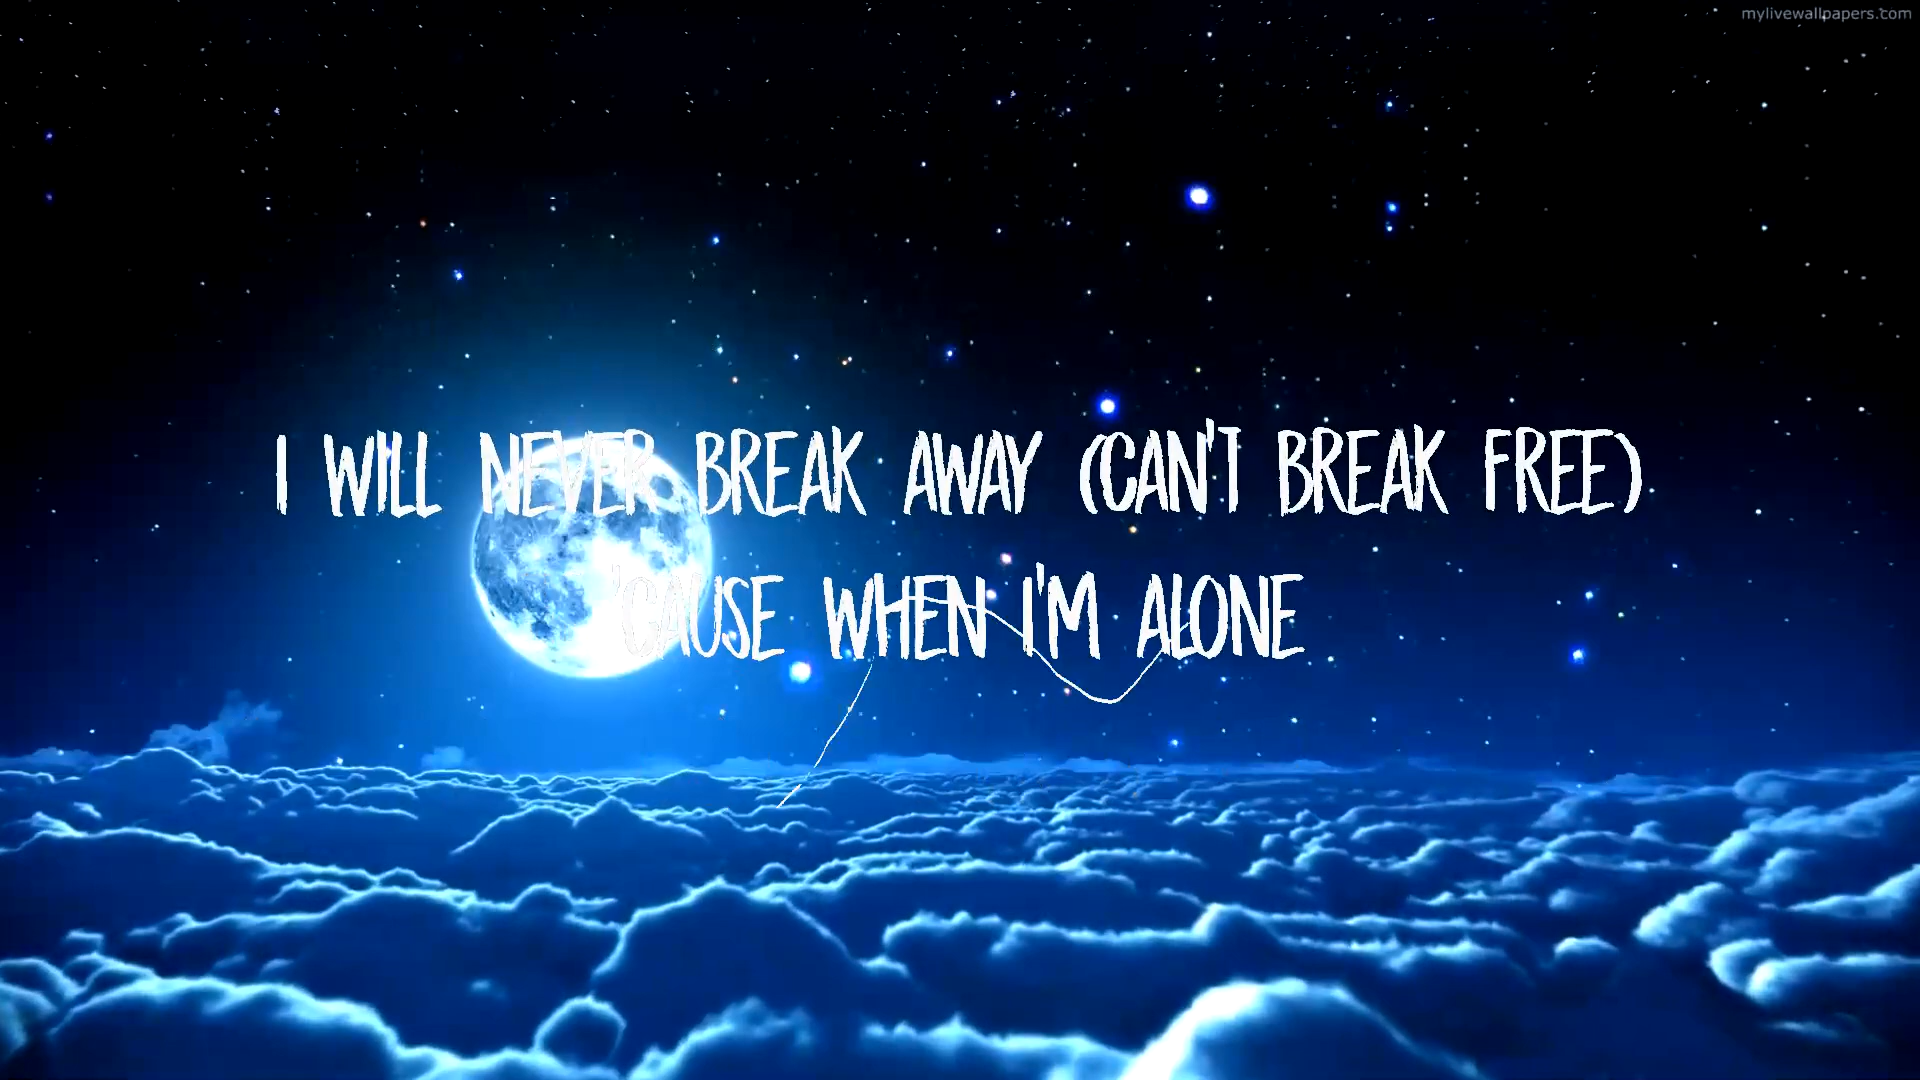 mylivewallpapers.com
I WILL NEVER BREAK AWAY (CAN'T BREAK FREE)
'CAUSE WHEN I'M ALONE